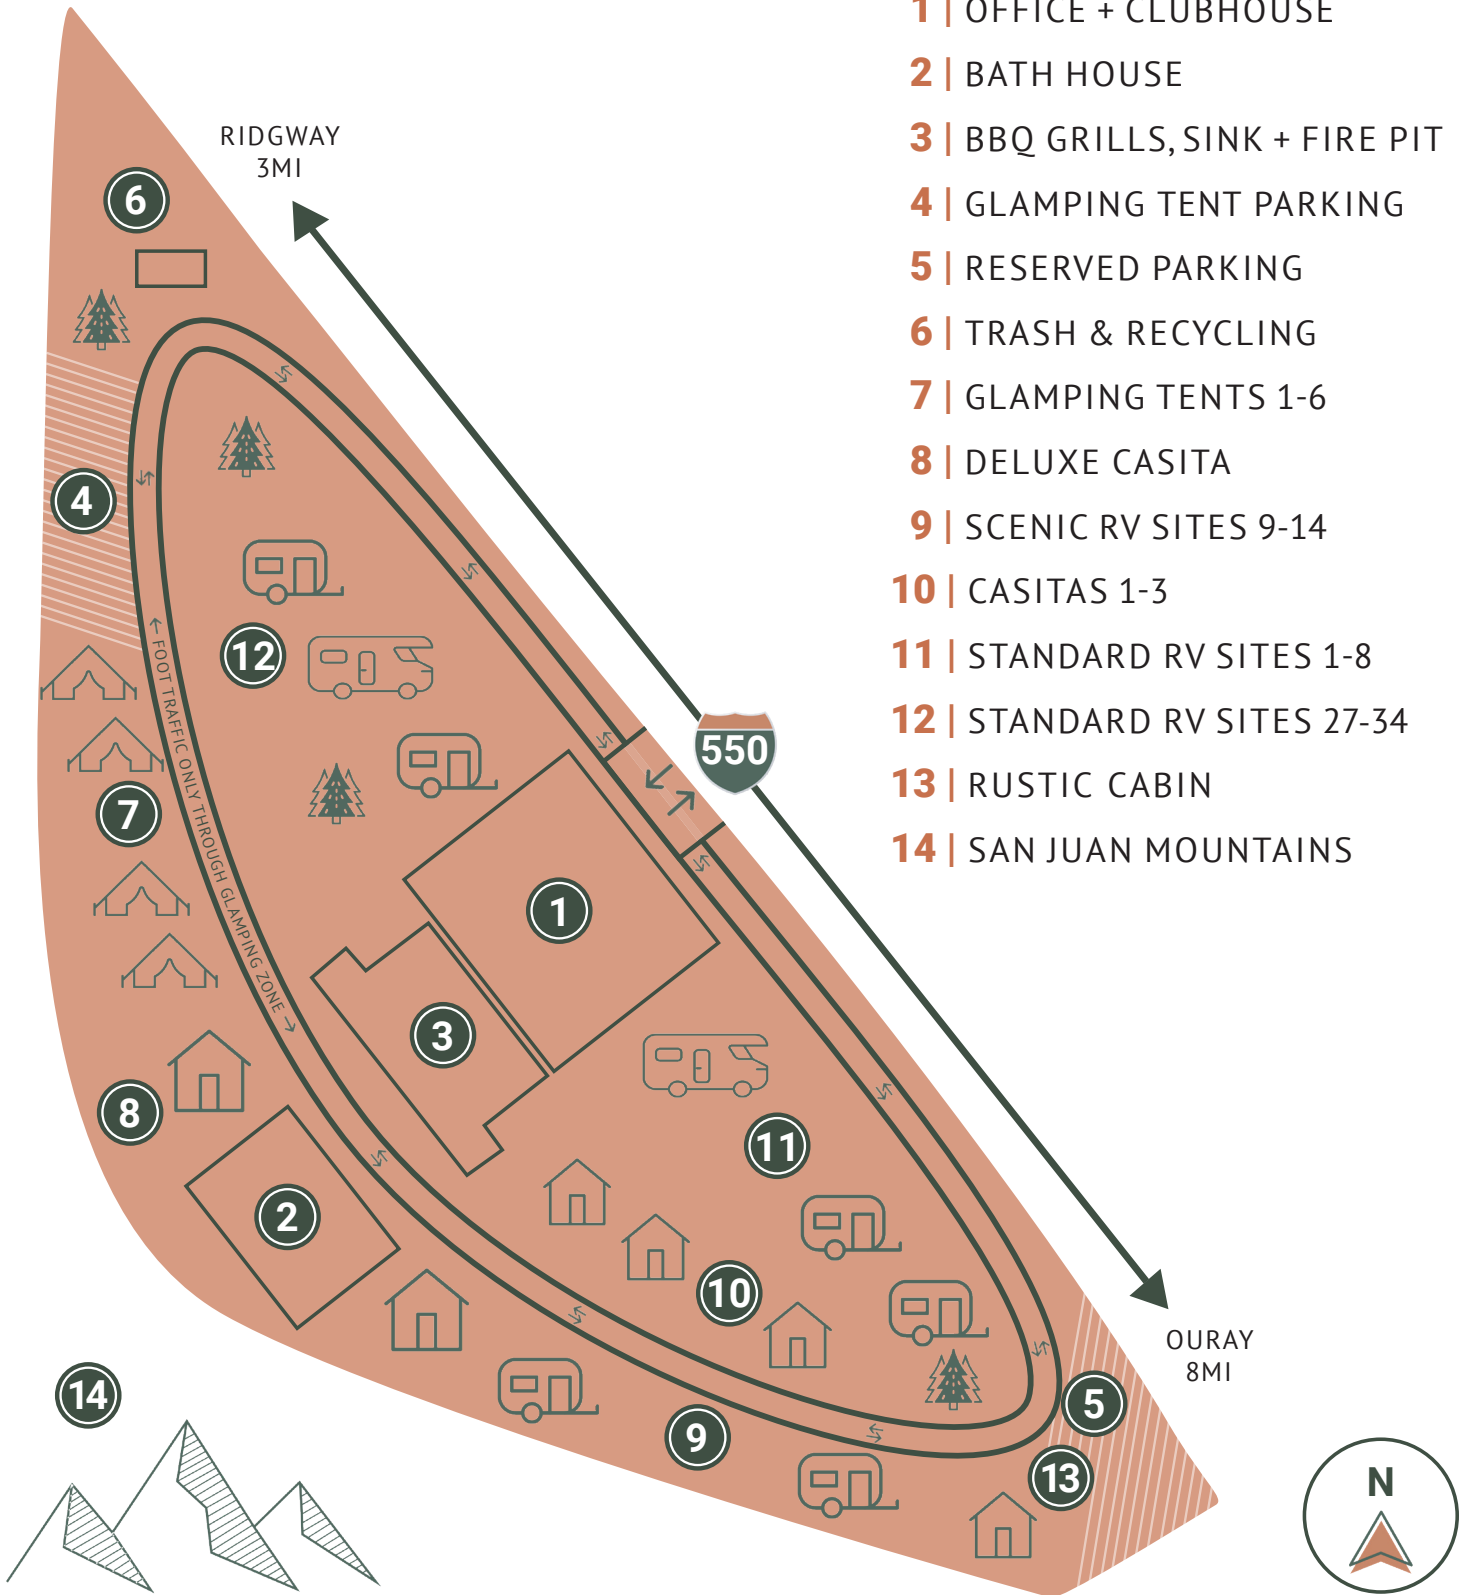 1 | OFFICE + CLUBHOUSE
2 | BATH HOUSE
3 | BBQ GRILLS, SINK + FIRE PIT
4 | GLAMPING TENT PARKING
5 | RESERVED PARKING
6 | TRASH & RECYCLING
7 | GLAMPING TENTS 1-6
8 | DELUXE CASITA
9 | SCENIC RV SITES 9-14
10 | CASITAS 1-3
11 | STANDARD RV SITES 1-8
12 | STANDARD RV SITES 27-34
13 | RUSTIC CABIN
14 | SAN JUAN MOUNTAINS
RIDGWAY
3MI
6
4
12
FOOT TRAFFIC ONLY THROUGH GLAMPING ZONE
550
7
1
3
8
11
2
10
OURAY
8MI
14
5
9
13
N